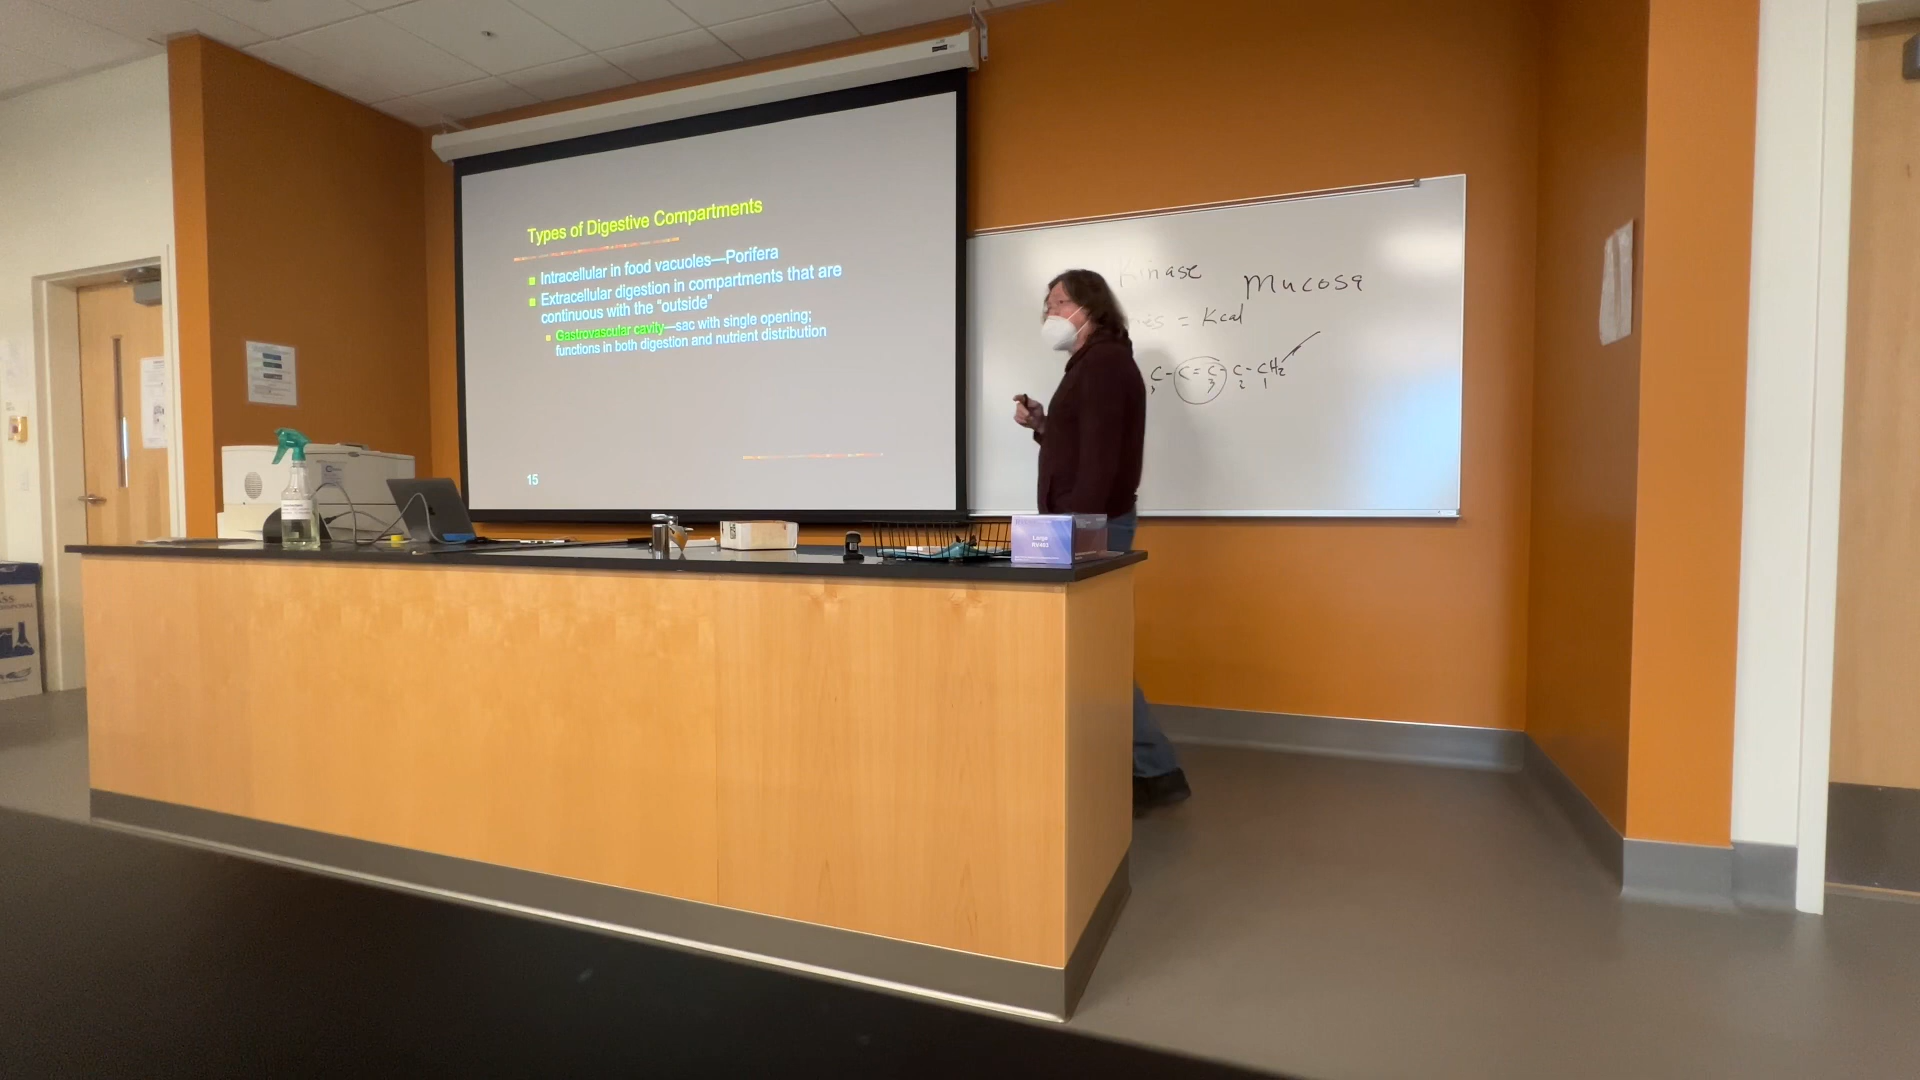 Types of Digestive Compartments
Intracellular in food vacuoles—Porifera
Extracellular digestion in compartments that are
continuous with the "outside"
Gastrovascular cavity—sac with single opening;
functions in both digestion and nutrient distribution
15
Kinase
Mucosa
= Kcal
C-C=C-C-CH2
3 2 1
Large